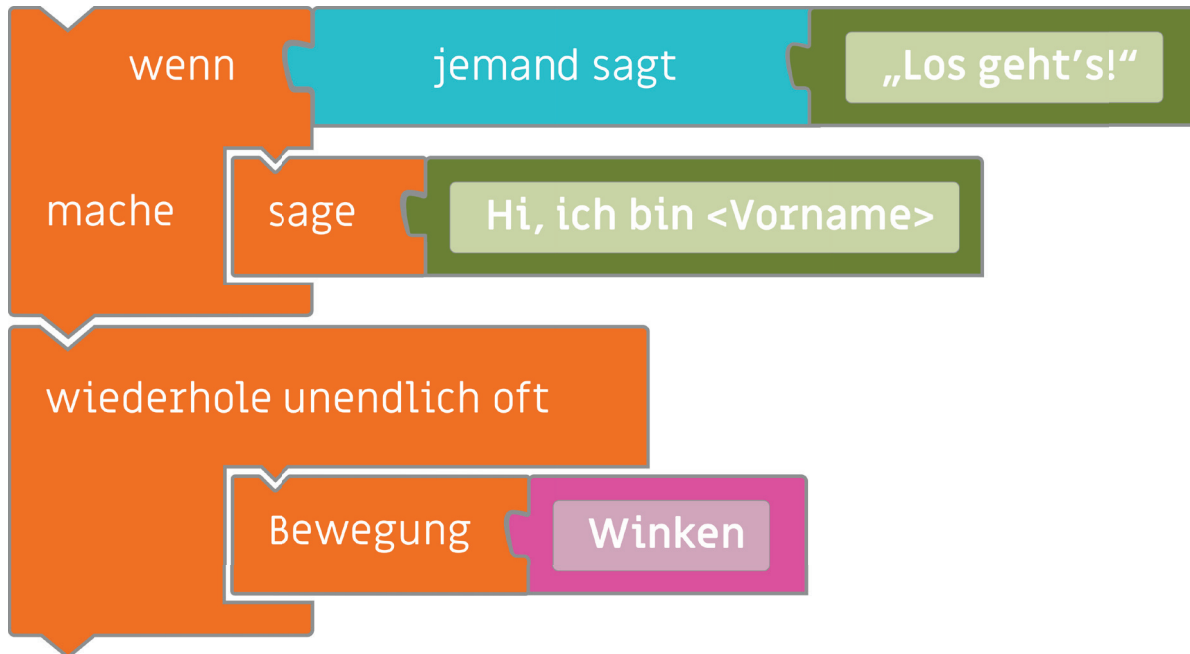 wenn jemand sagt „Los geht's!“
mache sage Hi, ich bin <Vorname>
wiederhole unendlich oft
Bewegung Winken